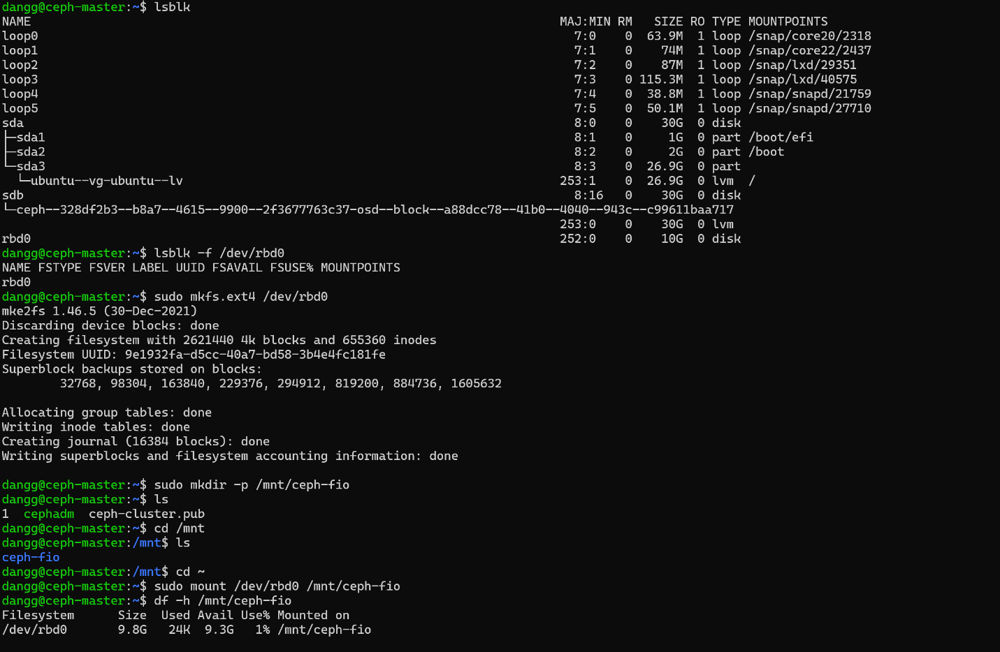 dangg@ceph-master:~$ lsblk
NAME MAJ:MIN RM SIZE RO TYPE MOUNTPOINTS
loop0 7:0 0 63.9M 1 loop /snap/core20/2318
loop1 7:1 0 74M 1 loop /snap/core22/2437
loop2 7:2 0 87M 1 loop /snap/lxd/29351
loop3 7:3 0 115.3M 1 loop /snap/lxd/40575
loop4 7:4 0 38.8M 1 loop /snap/snapd/21759
loop5 7:5 0 50.1M 1 loop /snap/snapd/27710
sda 8:0 0 30G 0 disk
├─sda1 8:1 0 1G 0 part /boot/efi
├─sda2 8:2 0 2G 0 part /boot
└─sda3 8:3 0 26.9G 0 part
  └─ubuntu--vg-ubuntu--lv 253:1 0 26.9G 0 lvm /
sdb 8:16 0 30G 0 disk
└─ceph--328df2b3--b8a7--4615--9900--2f3677763c37-osd--block--a88dcc78--41b0--4040--943c--c99611baa717
253:0 0 30G 0 lvm
rbd0 252:0 0 10G 0 disk
dangg@ceph-master:~$ lsblk -f /dev/rbd0
NAME FSTYPE FSVER LABEL UUID FSAVAIL FSUSE% MOUNTPOINTS
rbd0
dangg@ceph-master:~$ sudo mkfs.ext4 /dev/rbd0
mke2fs 1.46.5 (30-Dec-2021)
Discarding device blocks: done
Creating filesystem with 2621440 4k blocks and 655360 inodes
Filesystem UUID: 9e1932fa-d5cc-40a7-bd58-3b4e4fc181fe
Superblock backups stored on blocks:
        32768, 98304, 163840, 229376, 294912, 819200, 884736, 1605632
Allocating group tables: done
Writing inode tables: done
Creating journal (16384 blocks): done
Writing superblocks and filesystem accounting information: done
dangg@ceph-master:~$ sudo mkdir -p /mnt/ceph-fio
dangg@ceph-master:~$ ls
1  cephadm  ceph-cluster.pub
dangg@ceph-master:~$ cd /mnt
dangg@ceph-master:/mnt$ ls
ceph-fio
dangg@ceph-master:/mnt$ cd ~
dangg@ceph-master:~$ sudo mount /dev/rbd0 /mnt/ceph-fio
dangg@ceph-master:~$ df -h /mnt/ceph-fio
Filesystem      Size  Used Avail Use% Mounted on
/dev/rbd0       9.8G   24K  9.3G   1% /mnt/ceph-fio